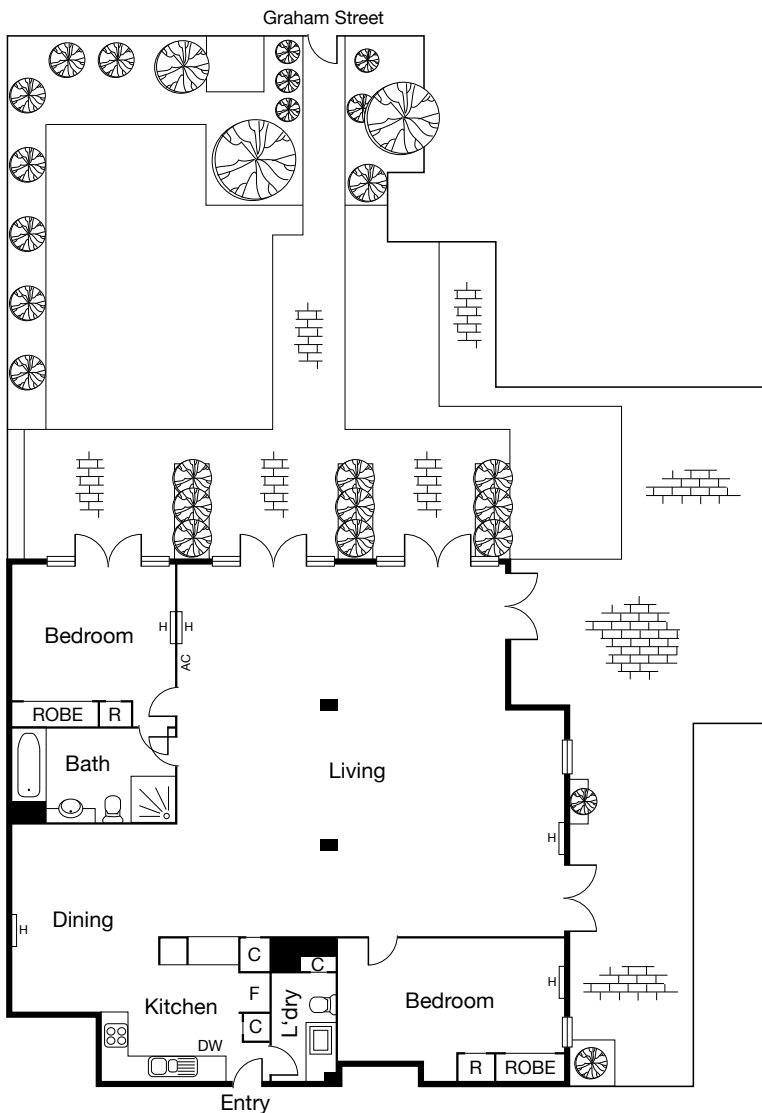 Graham Street
Bedroom
H H
AC
ROBE R
Bath
Living
H
Dining
H
C
C
Kitchen
F
L'dry
Bedroom
H
C
DW
R ROBE
Entry